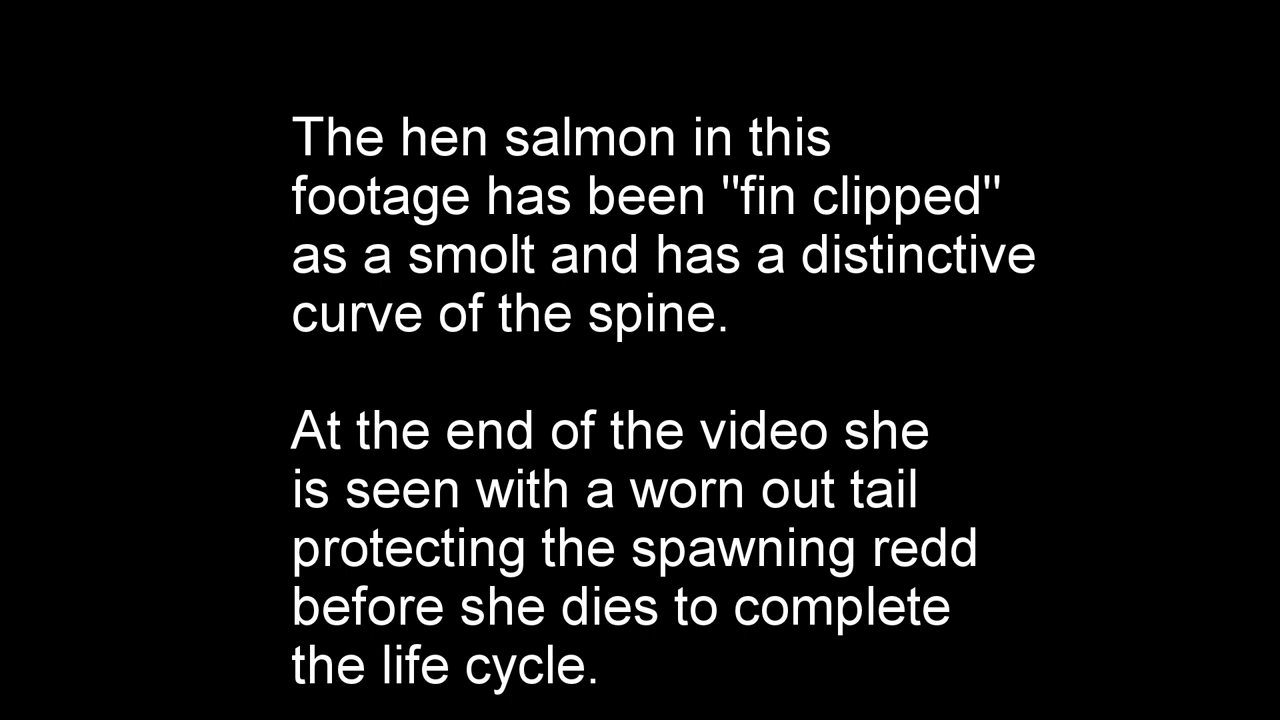 The hen salmon in this
footage has been "fin clipped"
as a smolt and has a distinctive
curve of the spine.
At the end of the video she
is seen with a worn out tail
protecting the spawning redd
before she dies to complete
the life cycle.